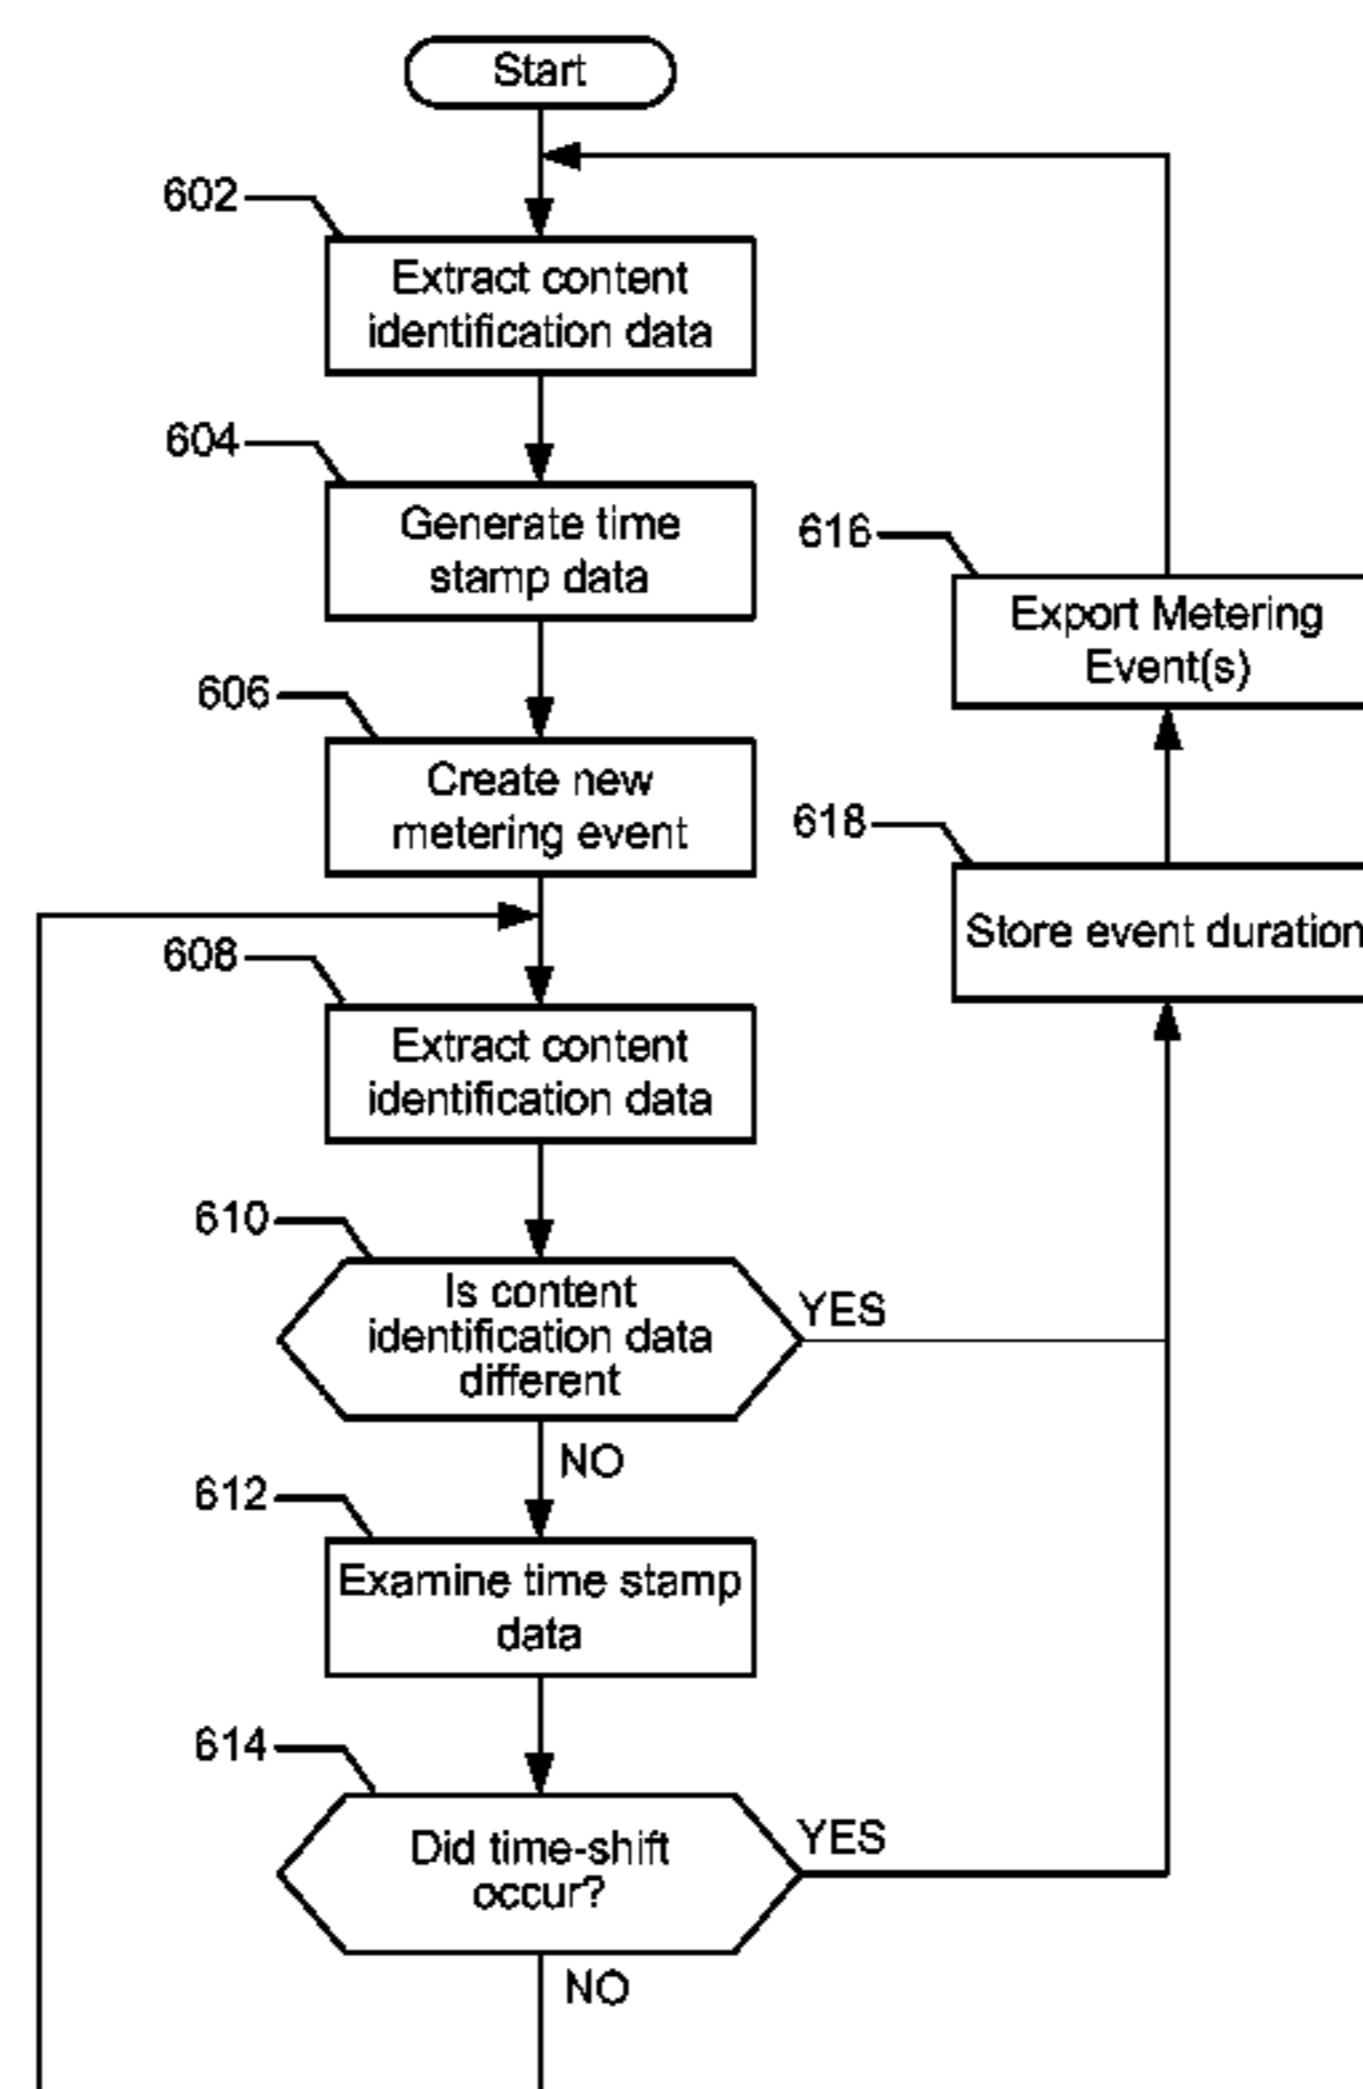 Start
602
Extract content
identification data
604
Generate time
stamp data
616
Export Metering
Event(s)
606
Create new
metering event
618
Store event duration
608
Extract content
identification data
610
Is content
identification data
different
YES
NO
612
Examine time stamp
data
614
Did time-shift
occur?
YES
NO